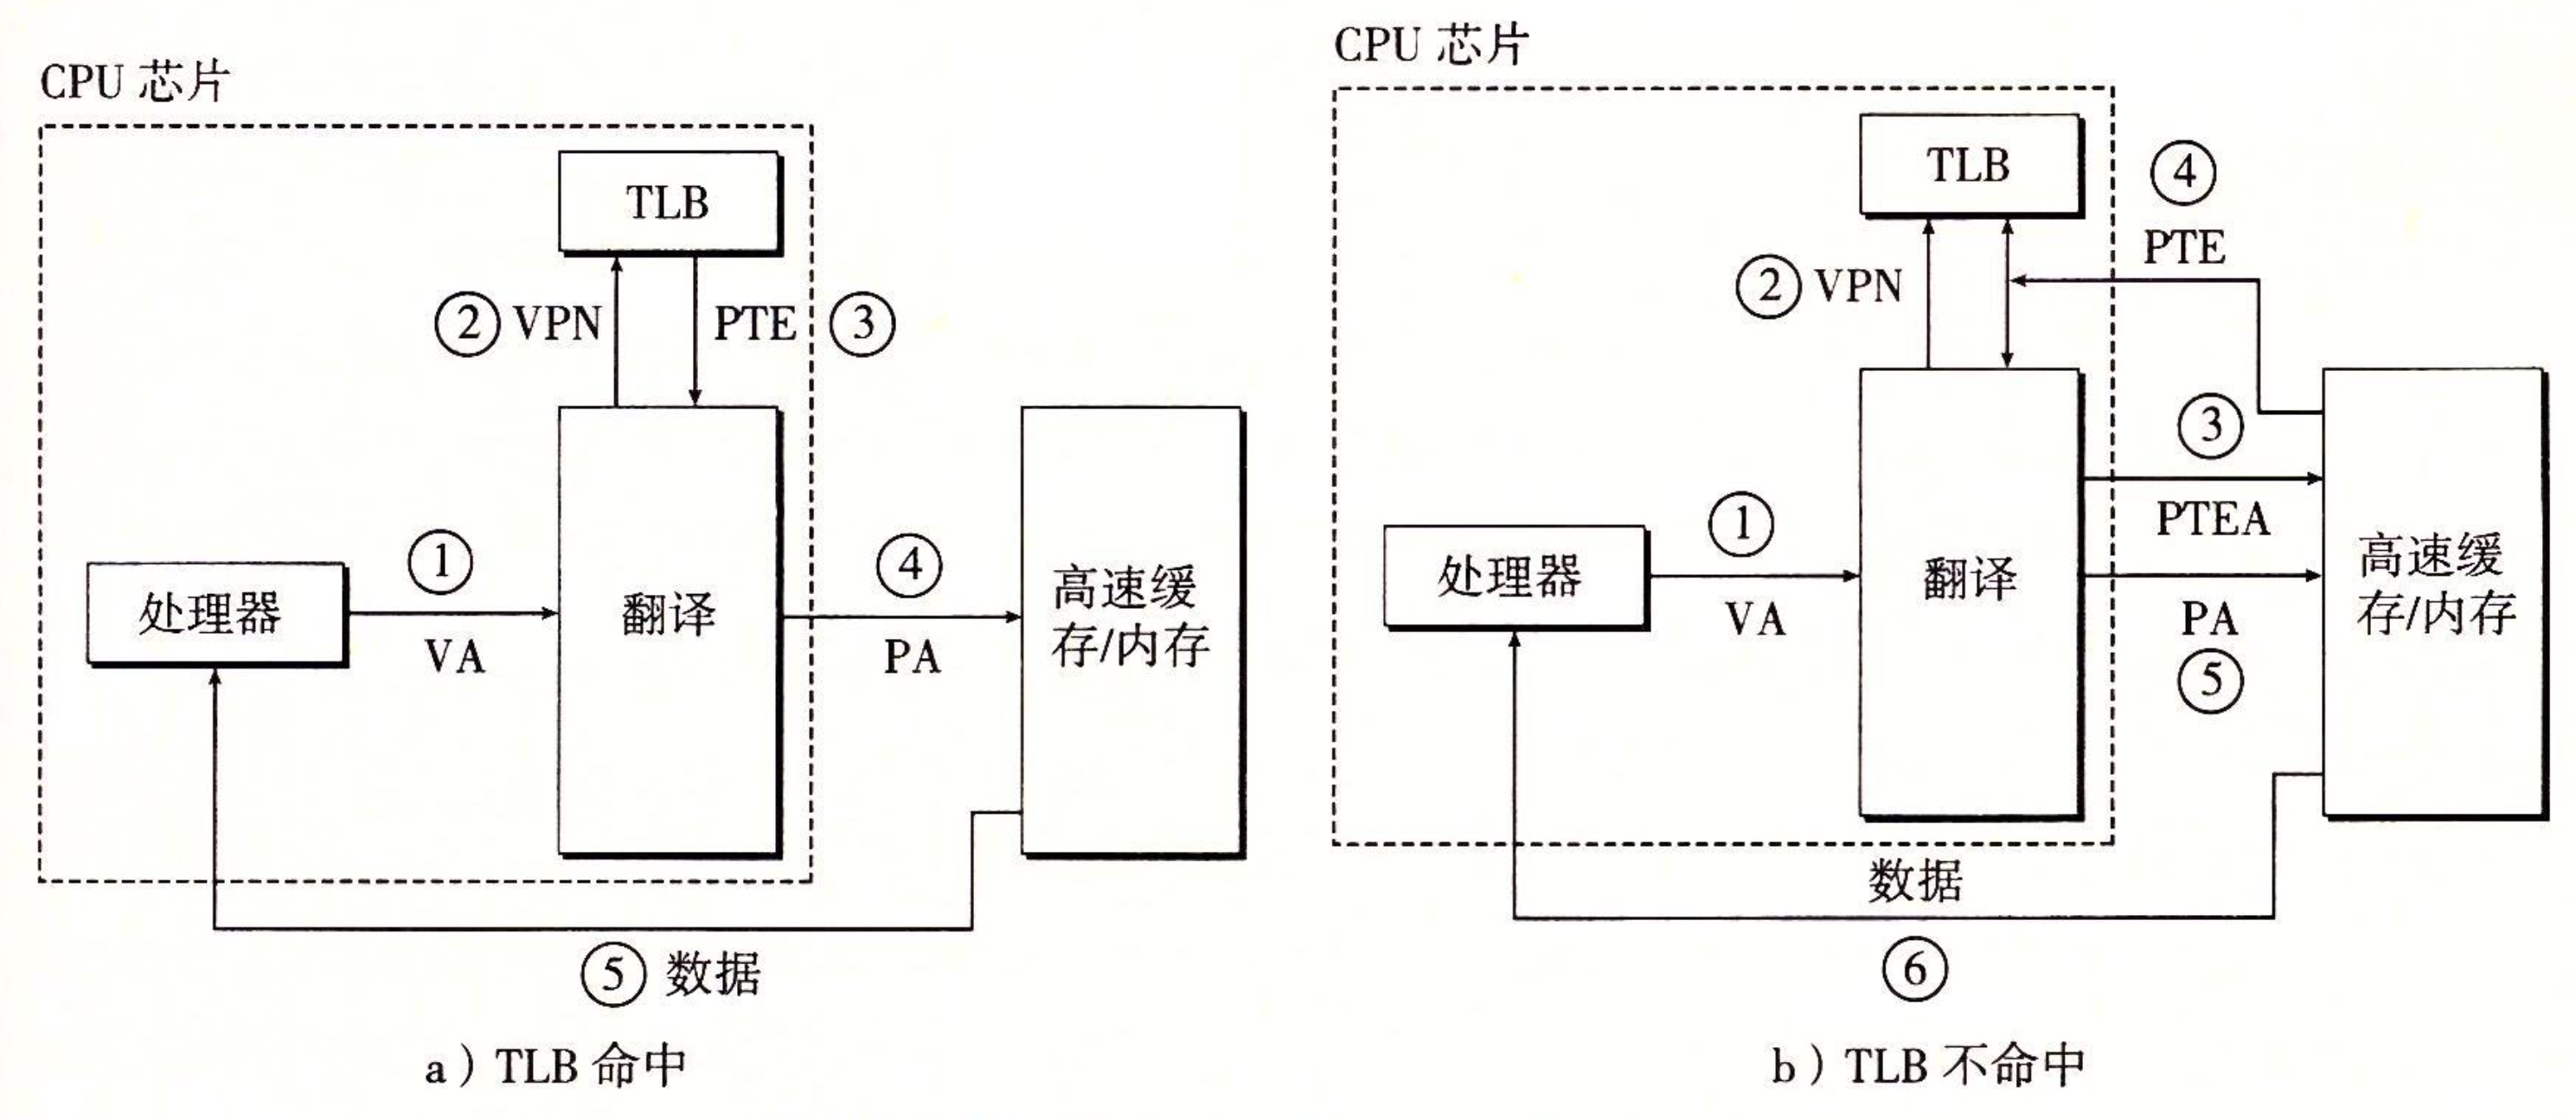 CPU 芯片
TLB
② VPN
PTE ③
处理器
①
VA
翻译
④
PA
高速缓
存/内存
⑤ 数据
a）TLB 命中
CPU 芯片
TLB
④
PTE
② VPN
③
PTEA
处理器
①
VA
翻译
PA
⑤
高速缓
存/内存
数据
⑥
b）TLB 不命中